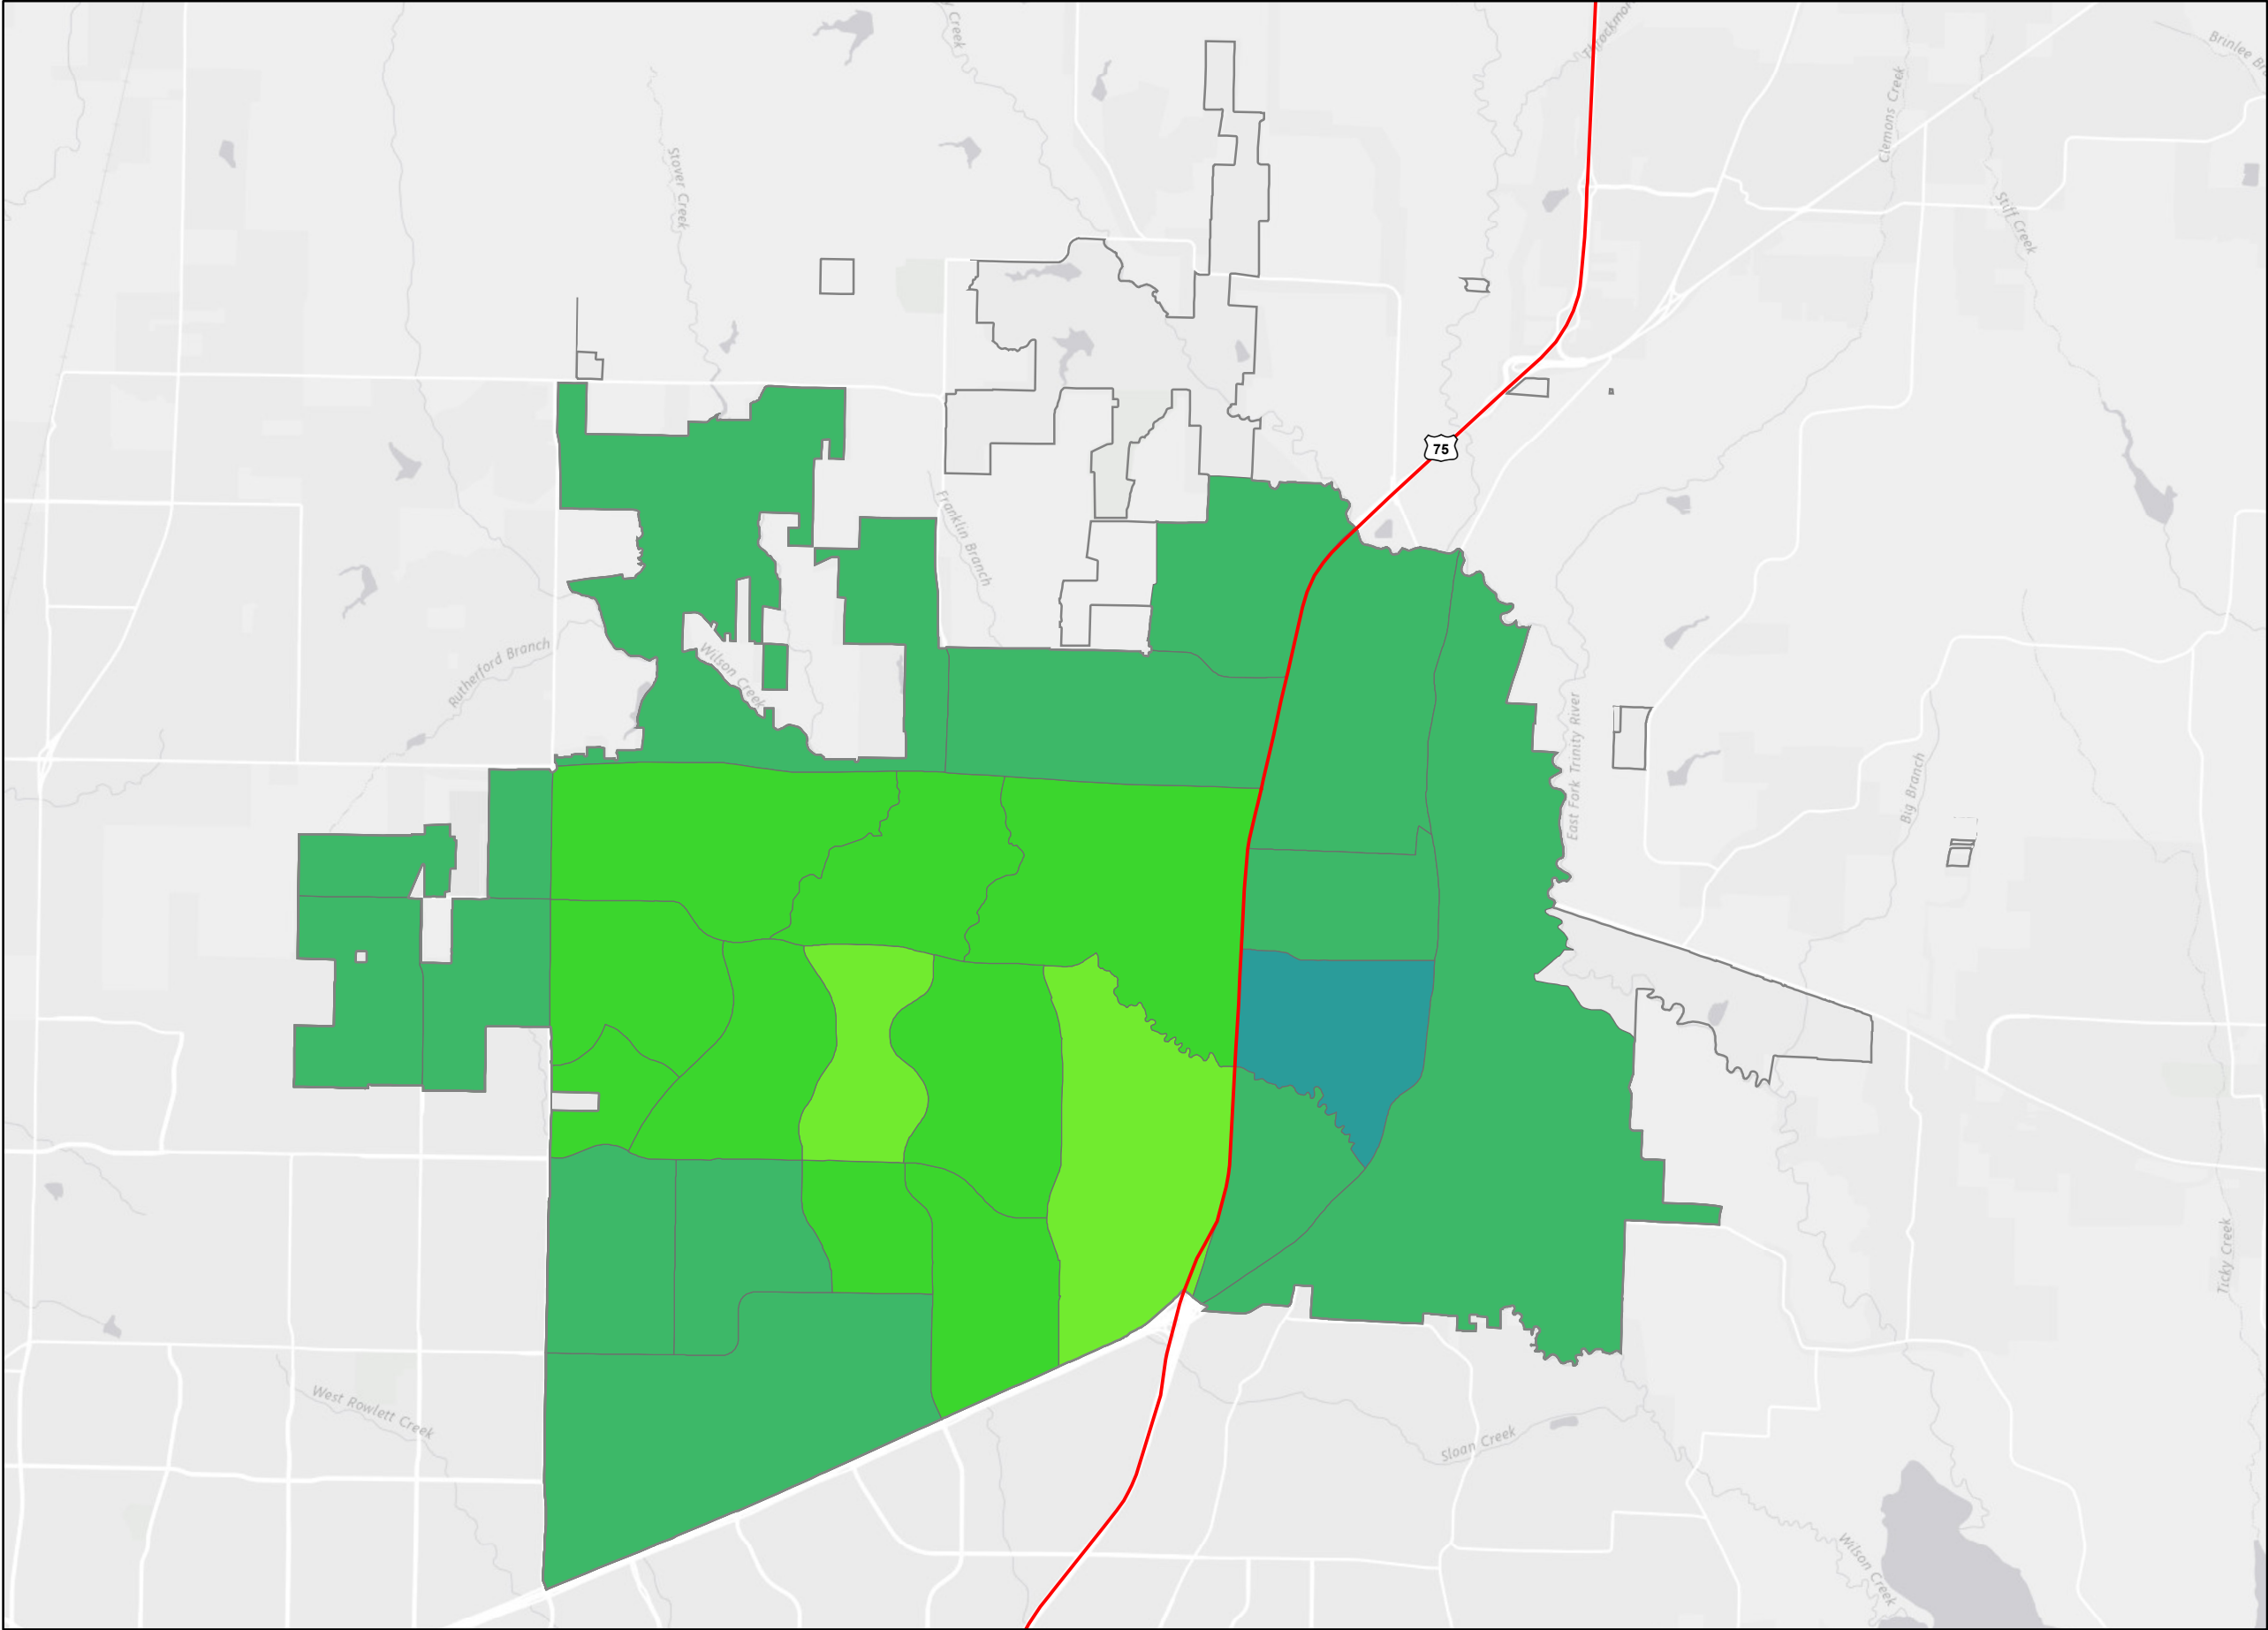 Creek
Throckmor
Brinlee Br
Clemons Creek
Stover Creek
Stiff Creek
75
Franklin Branch
Rutherford Branch
Wilson Creek
East Fork Trinity River
Big Branch
Ticky Creek
West Rowlett Creek
Sloan Creek
Wilson Creek